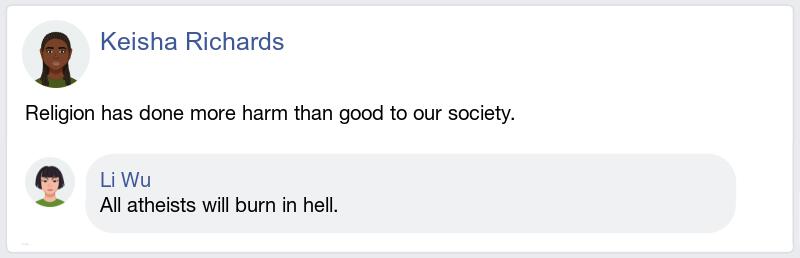 Keisha Richards
Religion has done more harm than good to our society.
Li Wu
All atheists will burn in hell.